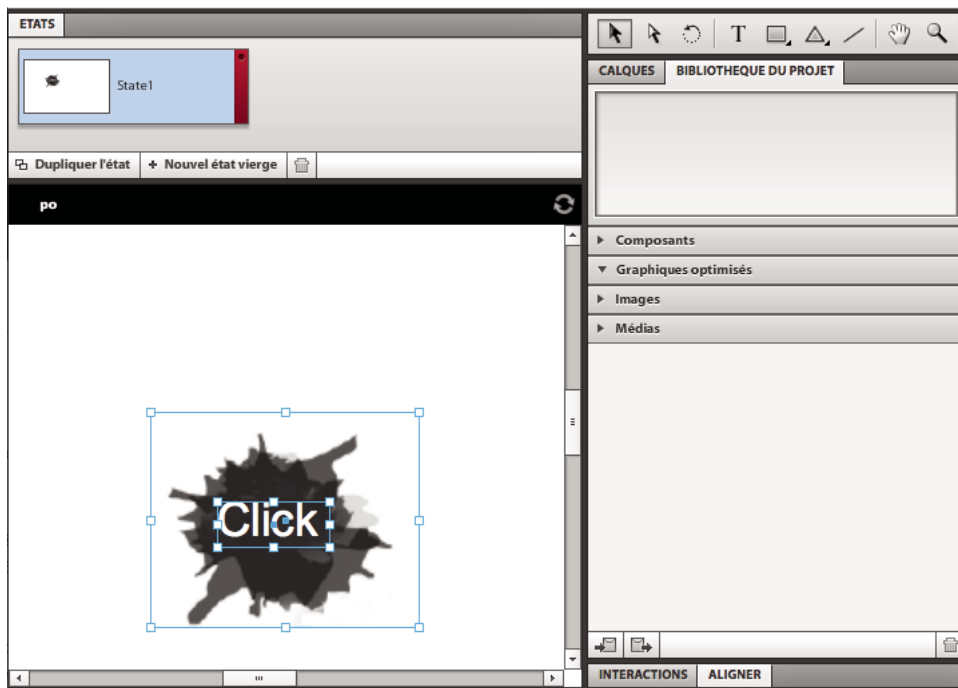 ETATS
State1
Dupliquer l'état
Nouvel état vierge
po
Click
T
CALQUES BIBLIOTHEQUE DU PROJET
Composants
Graphiques optimisés
Images
Médias
INTERACTIONS ALIGNER